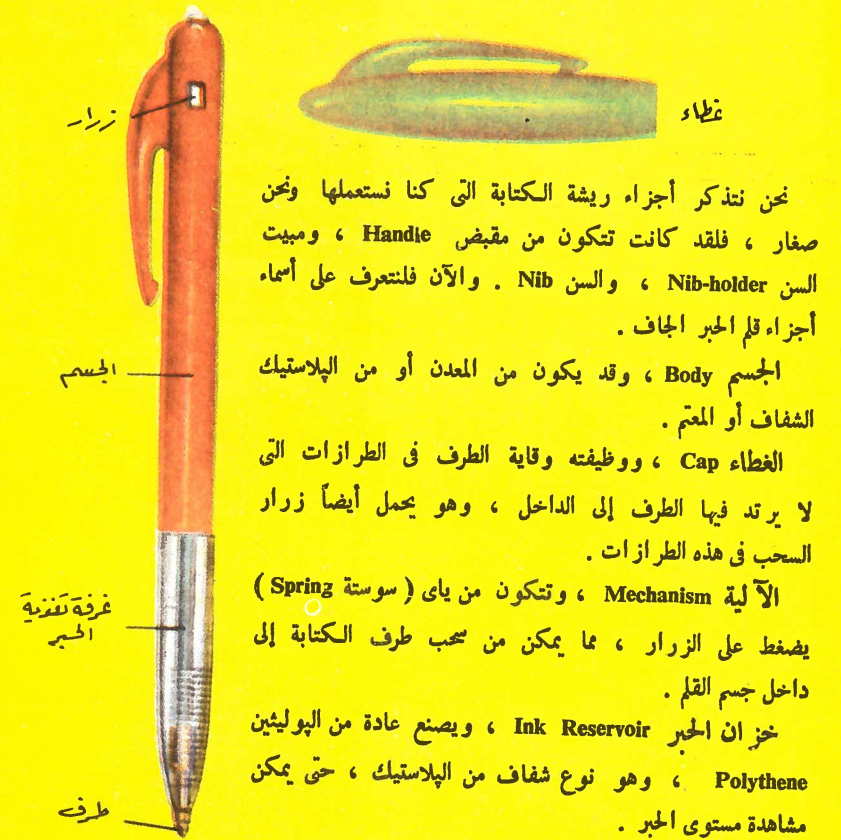 زرار
غطاء
نحن نتذكر أجزاء ريشة الكتابة التى كنا نستعملها ونحن
صغار ، فلقد كانت تتكون من مقبض Handle ، ومبيت
السن Nib-holder ، والسن Nib . والآن فلنتعرف على أسماء
أجزاء قلم الحبر الجاف .
الجسم
الجسم Body ، وقد يكون من المعدن أو من الپلاستيك
الشفاف أو المعتم .
الغطاء Cap ، ووظيفته وقاية الطرف فى الطرازات التى
لا يرتد فيها الطرف إلى الداخل ، وهو يحمل أيضاً زرار
السحب فى هذه الطرازات .
الآلية Mechanism ، وتتكون من ياى ( سوستة Spring )
غرفة تغذية
الحبر
يضغط على الزرار ، مما يمكن من سحب طرف الكتابة إلى
داخل جسم القلم .
خزان الحبر Ink Reservoir ، ويصنع عادة من الپوليثين
Polythene ، وهو نوع شفاف من الپلاستيك ، حتى يمكن
مشاهدة مستوى الحبر .
طرف